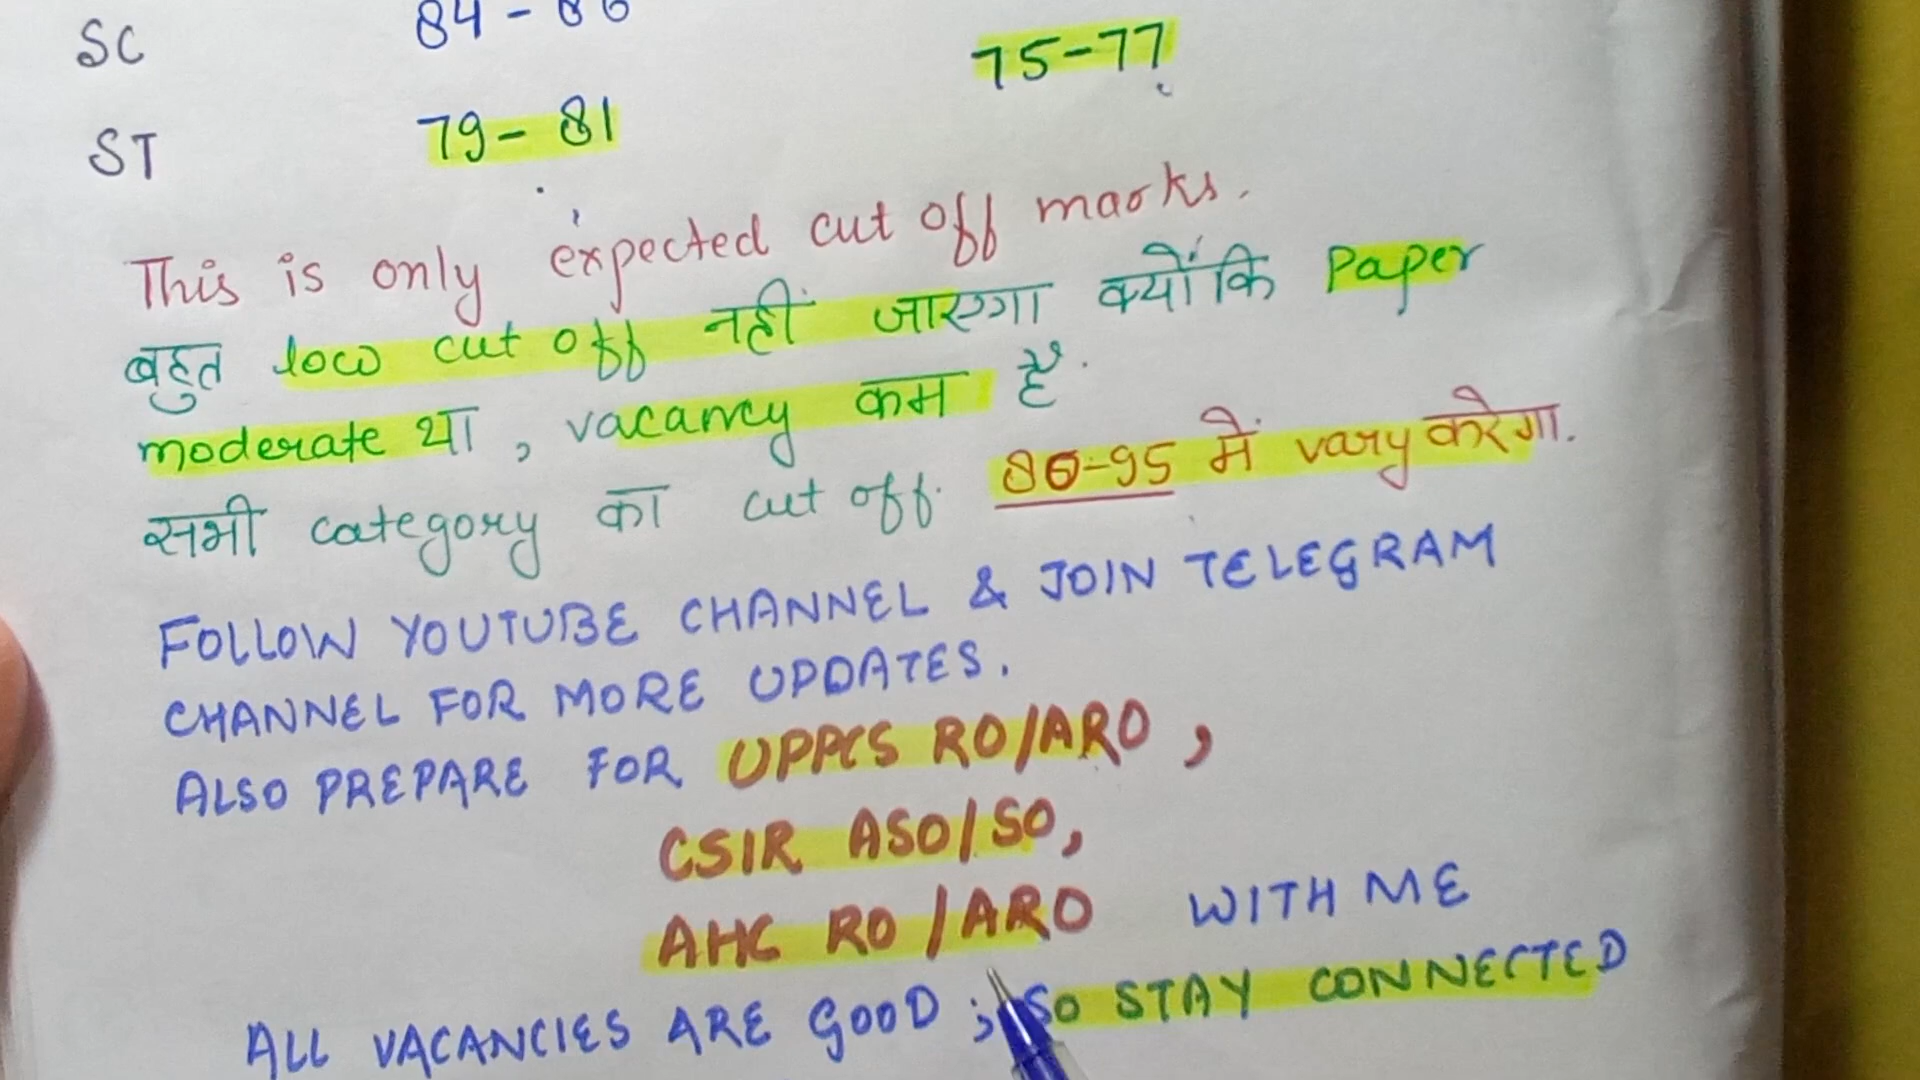 SC 84-86
75-77
ST 79-81
This is only expected cut off marks.
बहुत low cut off नहीं जाएगा क्योंकि Paper
moderate था, vacancy कम है.
सभी category का cut off 80-95 में vary करेगा.
FOLLOW YOUTUBE CHANNEL & JOIN TELEGRAM
CHANNEL FOR MORE UPDATES.
ALSO PREPARE FOR UPPCS RO/ARO,
CSIR ASO/SO,
AHC RO/ARO WITH ME
ALL VACANCIES ARE GOOD; SO STAY CONNECTED